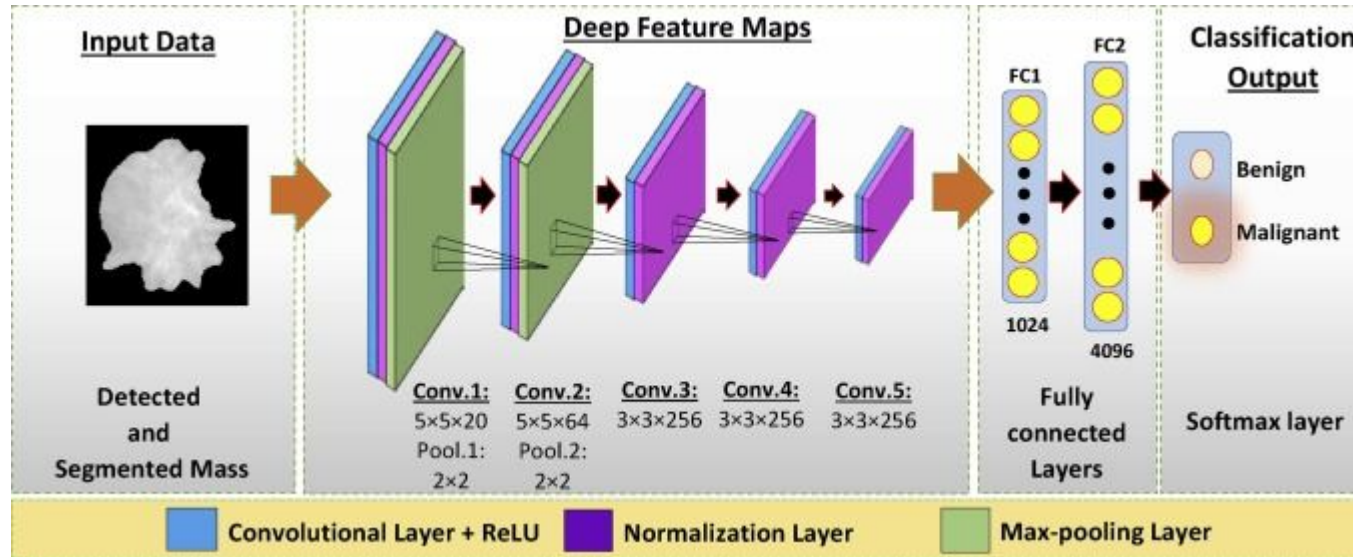 Input Data
Detected
and
Segmented Mass
Deep Feature Maps
Conv.1:
5×5×20
Pool.1:
2×2
Conv.2:
5×5×64
Pool.2:
2×2
Conv.3:
3×3×256
Conv.4:
3×3×256
Conv.5:
3×3×256
FC1
1024
FC2
4096
Fully
connected
Layers
Classification
Output
Benign
Malignant
Softmax layer
Convolutional Layer + ReLU
Normalization Layer
Max-pooling Layer